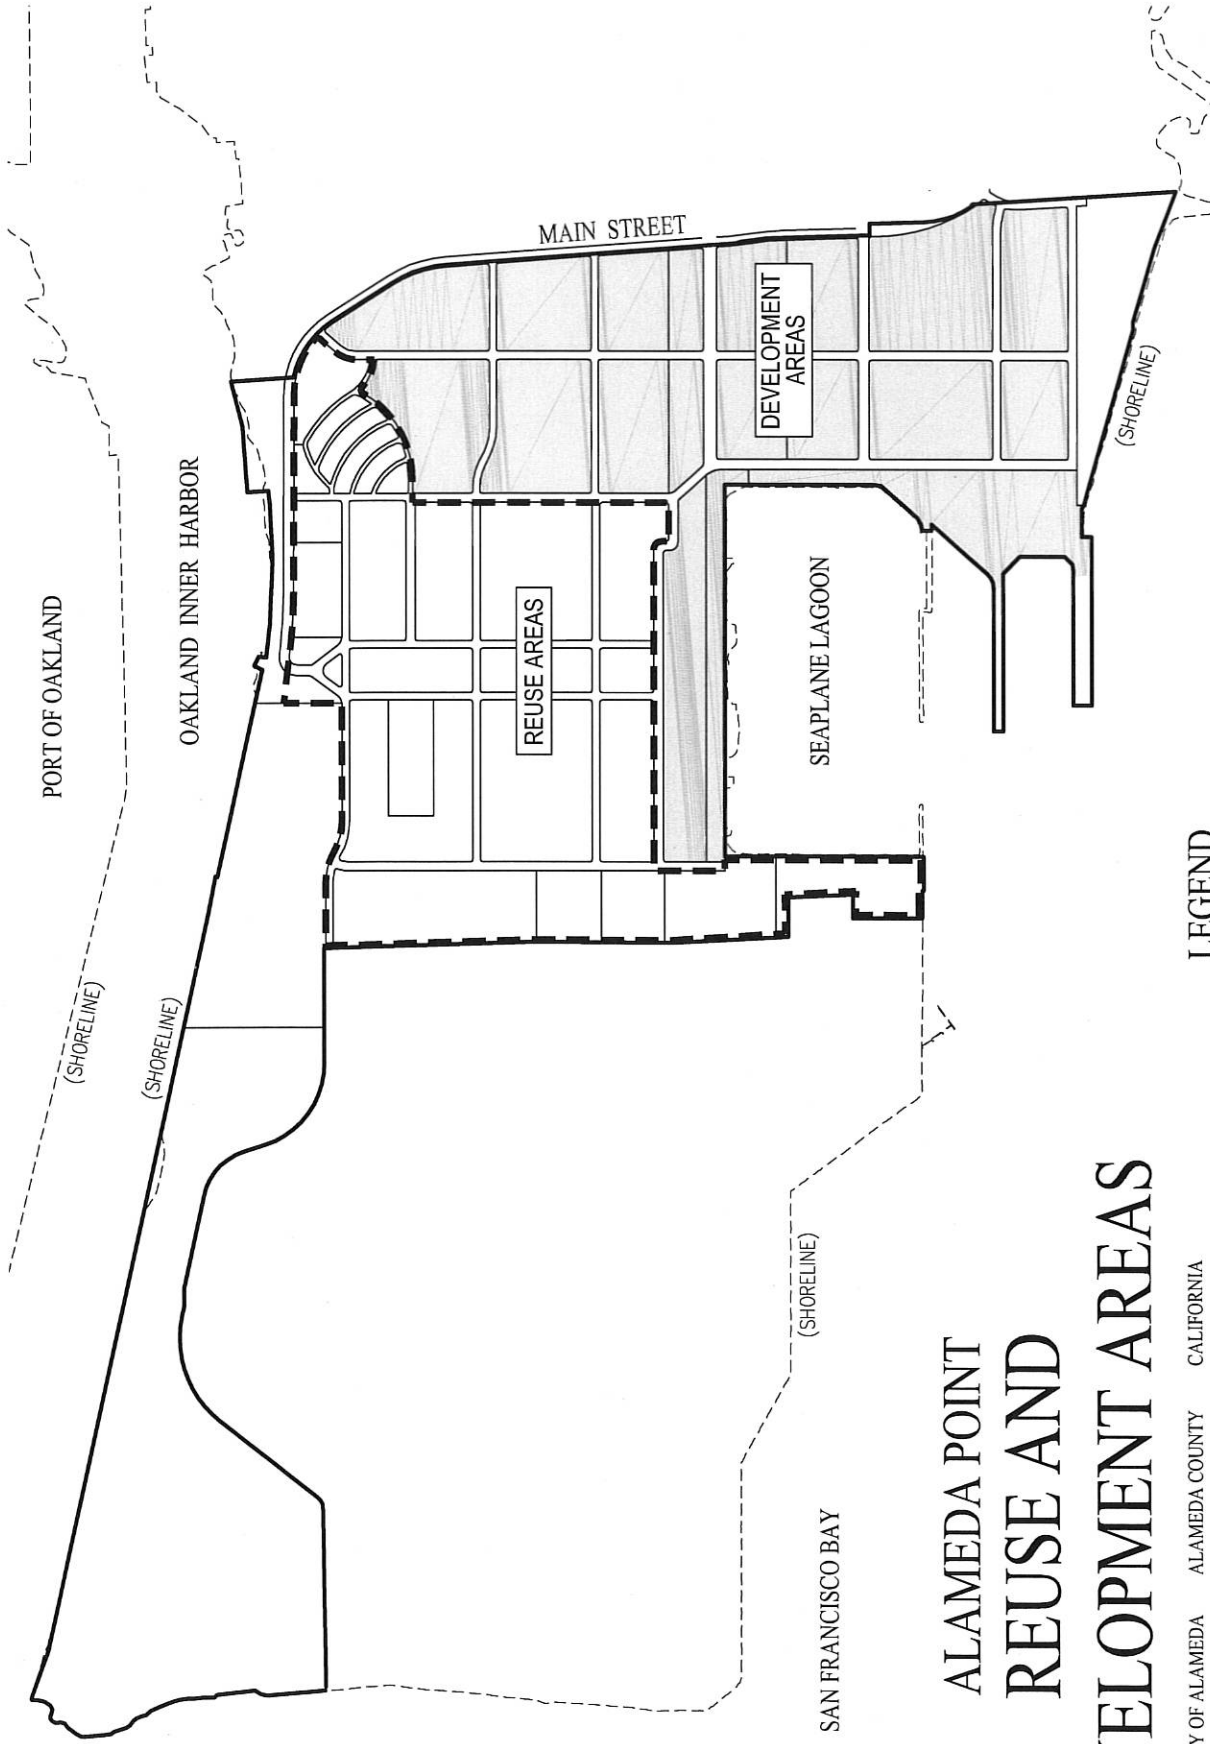 PORT OF OAKLAND
(SHORELINE)
OAKLAND INNER HARBOR
(SHORELINE)
MAIN STREET
REUSE AREAS
DEVELOPMENT
AREAS
SEAPLANE LAGOON
(SHORELINE)
(SHORELINE)
SAN FRANCISCO BAY
LEGEND
ALAMEDA POINT
REUSE AND
ELOPMENT AREAS
Y OF ALAMEDA ALAMEDA COUNTY CALIFORNIA